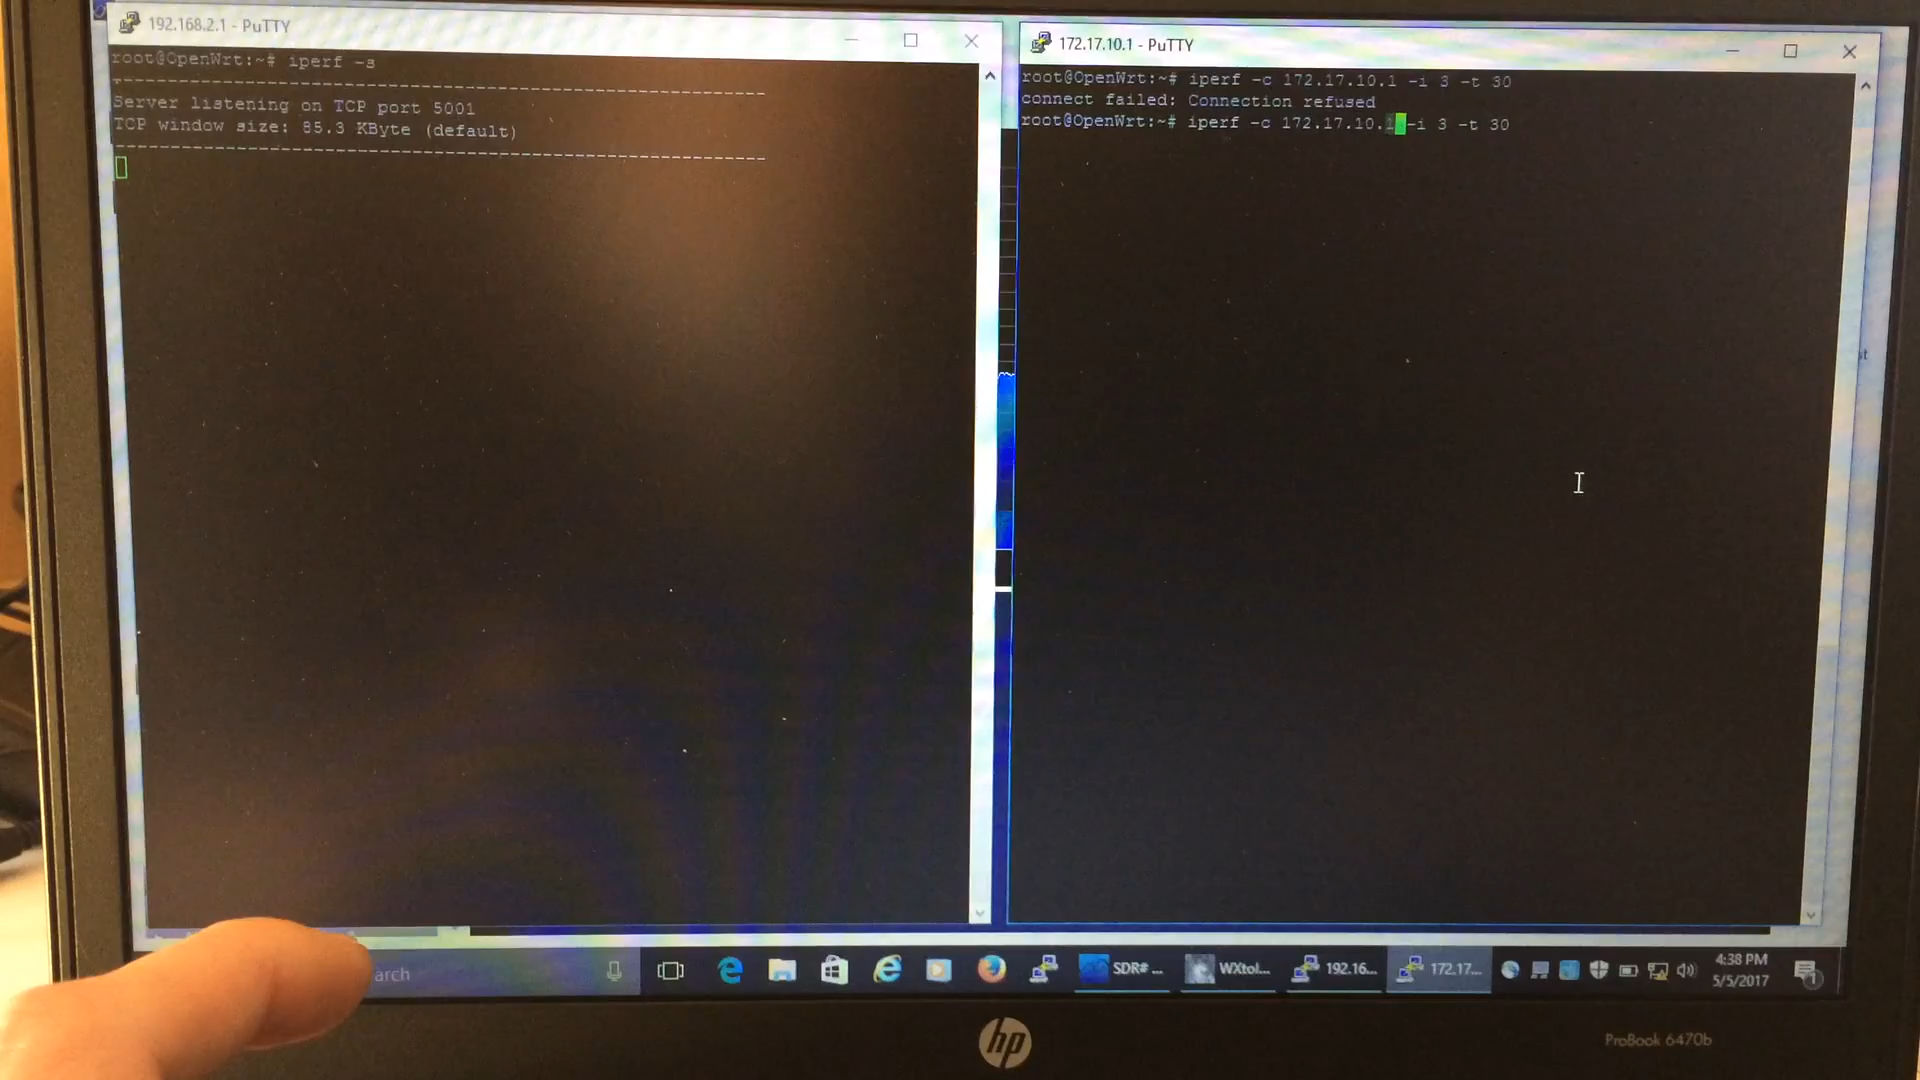 192.168.2.1 - PuTTY
root@OpenWrt:~# iperf -s
------------------------------------------------------------
Server listening on TCP port 5001
TCP window size: 85.3 KByte (default)
------------------------------------------------------------
172.17.10.1 - PuTTY
root@OpenWrt:~# iperf -c 172.17.10.1 -i 3 -t 30
connect failed: Connection refused
root@OpenWrt:~# iperf -c 172.17.10.1 -i 3 -t 30
arch
SDR# ...
WXtol...
192.16...
172.17...
4:38 PM
5/5/2017
1
hp
ProBook 6470b